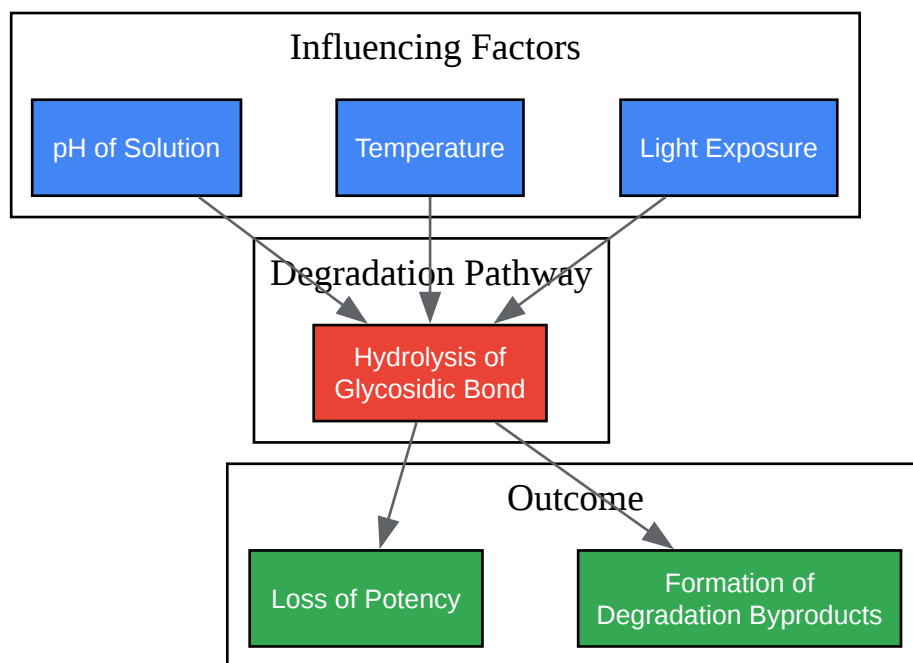 Influencing Factors
pH of Solution
Temperature
Light Exposure
Degradation Pathway
Hydrolysis of
Glycosidic Bond
Outcome
Loss of Potency
Formation of
Degradation Byproducts